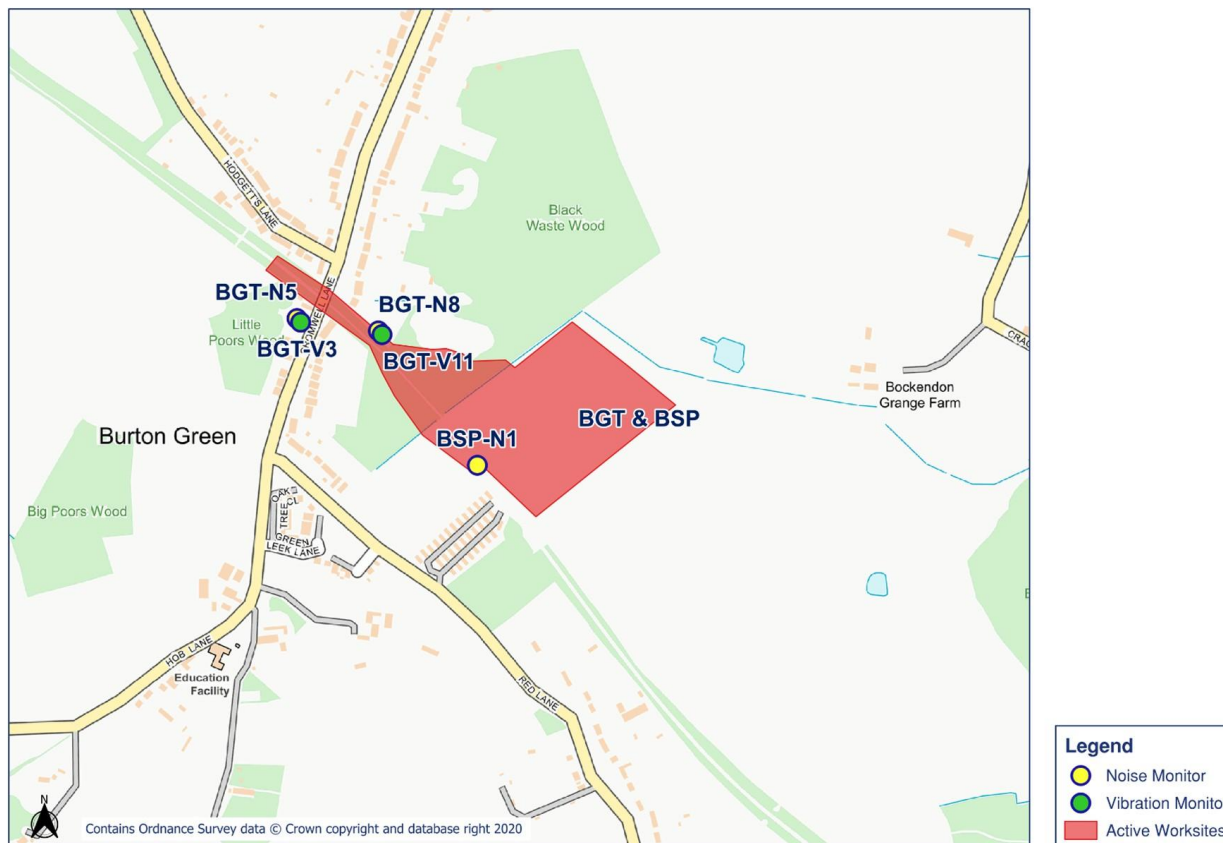 HODGETT'S LANE
Black
Waste Wood
BGT-N5
BGT-N8
Little
Poors Wood
BGT-V3
BGT-V11
Bockendon
Grange Farm
BGT & BSP
BSP-N1
Burton Green
Big Poors Wood
OAK
TREE
CL
GREEN
LEEK LANE
HOB LANE
Education
Facility
RED LANE
N
Contains Ordnance Survey data © Crown copyright and database right 2020
Legend
Noise Monitor
Vibration Monito
Active Worksites